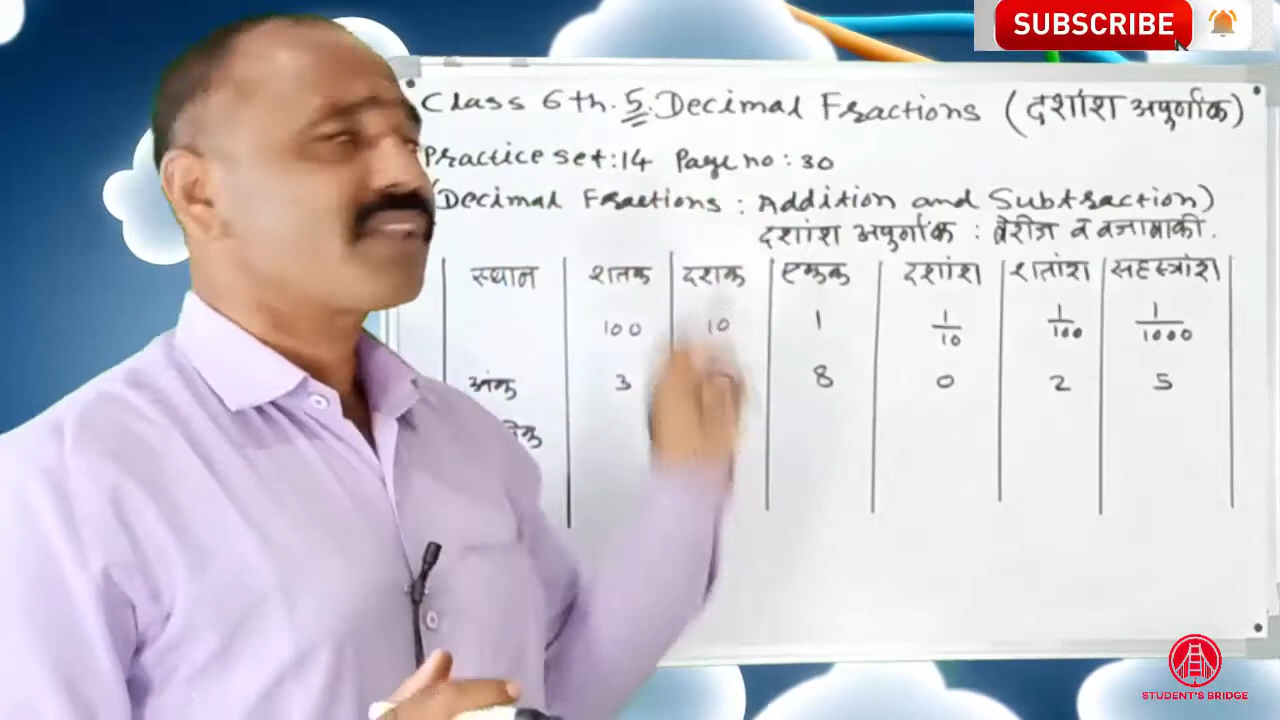 SUBSCRIBE
Class 6th. 5. Decimal Fractions (दशांश अपुर्णांक)
Practice set: 14 Page no: 30
(Decimal Fractions : Addition and Subtraction)
दशांश अपुर्णांक : बेरीज व वजाबाकी.
स्थान शतक दशक एकक दशांश शतांश सहस्त्रांश
100 10 1 1/10 1/100 1/1000
अंक 3 8 0 2 5
STUDENT'S BRIDGE